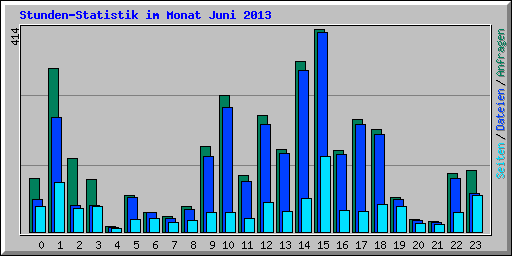 Stunden-Statistik im Monat Juni 2013
414
Seiten / Dateien / Anfragen
0 1 2 3 4 5 6 7 8 9 10 11 12 13 14 15 16 17 18 19 20 21 22 23